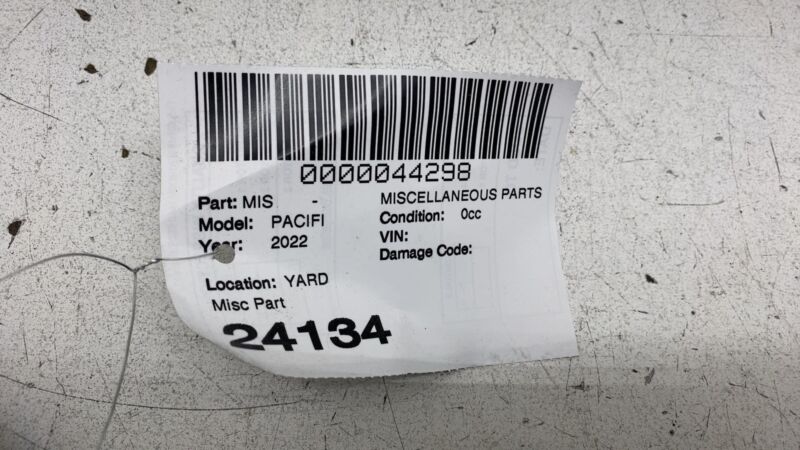 0000044298
Part: MIS - MISCELLANEOUS PARTS
Model: PACIFI Condition: 0cc
Year: 2022 VIN:
Damage Code:
Location: YARD
Misc Part
24134